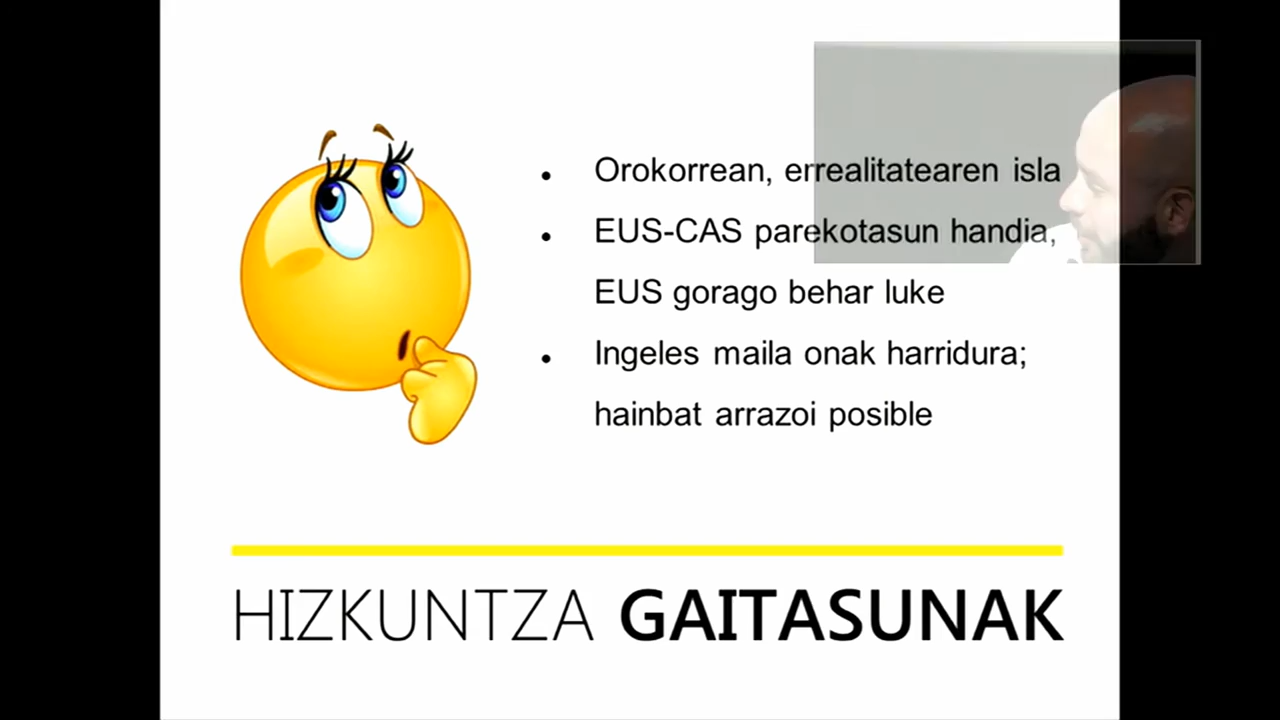 Orokorrean, errealitatearen isla
EUS-CAS parekotasun handia,
EUS gorago behar luke
Ingeles maila onak harridura;
hainbat arrazoi posible
HIZKUNTZA GAITASUNAK